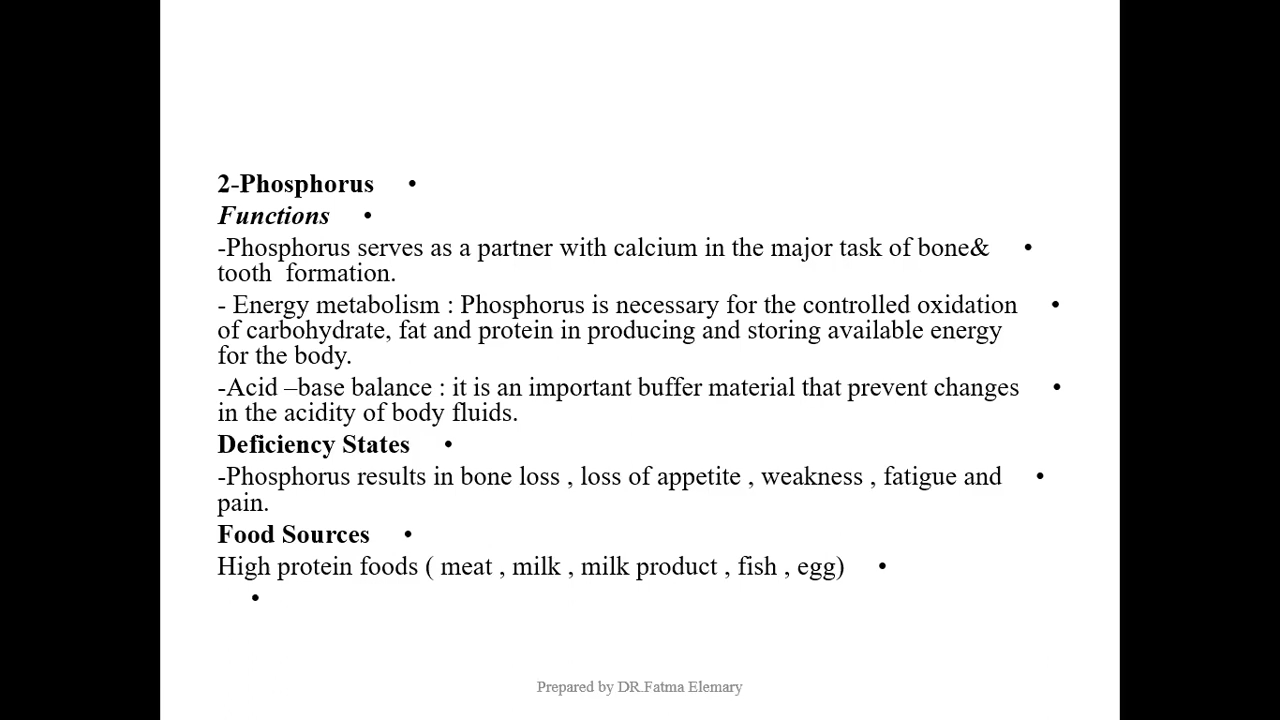 2-Phosphorus •
Functions •
-Phosphorus serves as a partner with calcium in the major task of bone& •
tooth  formation.
- Energy metabolism : Phosphorus is necessary for the controlled oxidation •
of carbohydrate, fat and protein in producing and storing available energy
for the body.
-Acid –base balance : it is an important buffer material that prevent changes •
in the acidity of body fluids.
Deficiency States •
-Phosphorus results in bone loss , loss of appetite , weakness , fatigue and •
pain.
Food Sources •
High protein foods ( meat , milk , milk product , fish , egg) •
•
Prepared by DR.Fatma Elemary